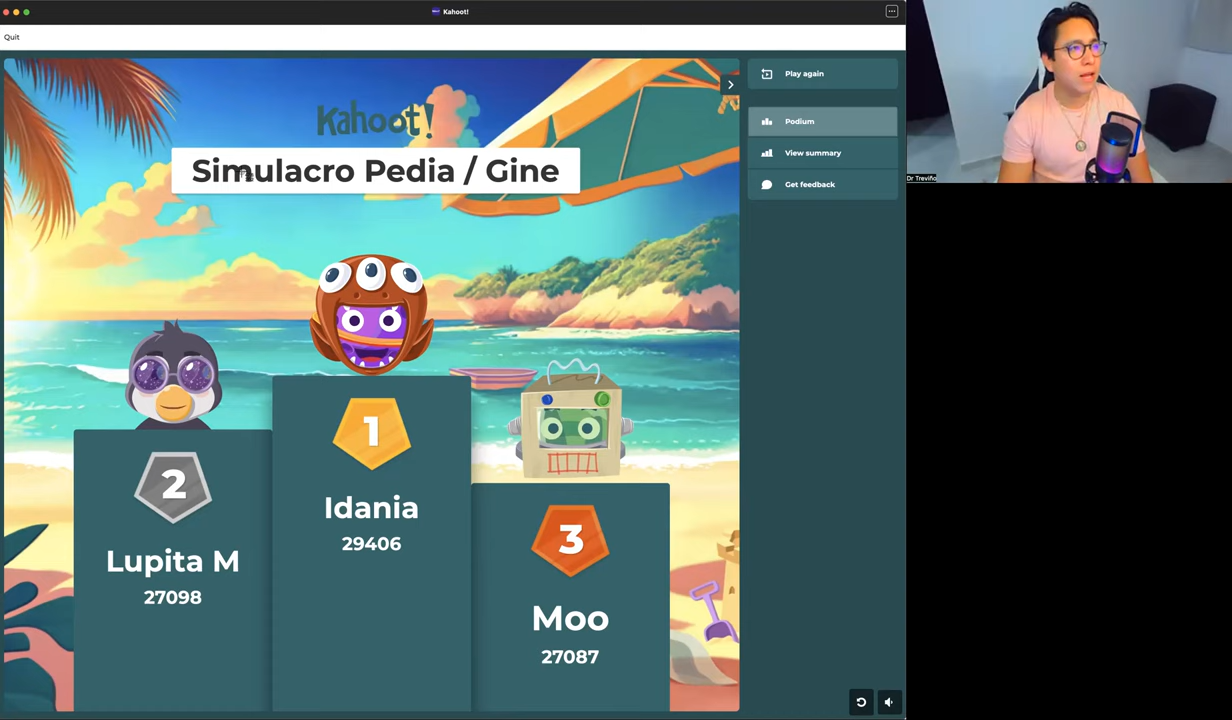 Kahoot!
Quit
Kahoot!
Simulacro Pedia / Gine
1
Idania
29406
2
Lupita M
27098
3
Moo
27087
Play again
Podium
View summary
Get feedback
Dr Treviño